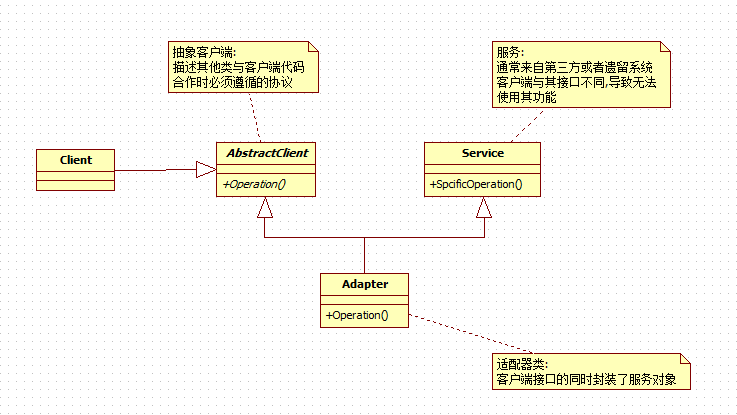 抽象客户端:
描述其他类与客户端代码
合作时必须遵循的协议
服务:
通常来自第三方或者遗留系统
客户端与其接口不同,导致无法
使用其功能
Client
AbstractClient
+Operation()
Service
+SpcificOperation()
Adapter
+Operation()
适配器类:
客户端接口的同时封装了服务对象